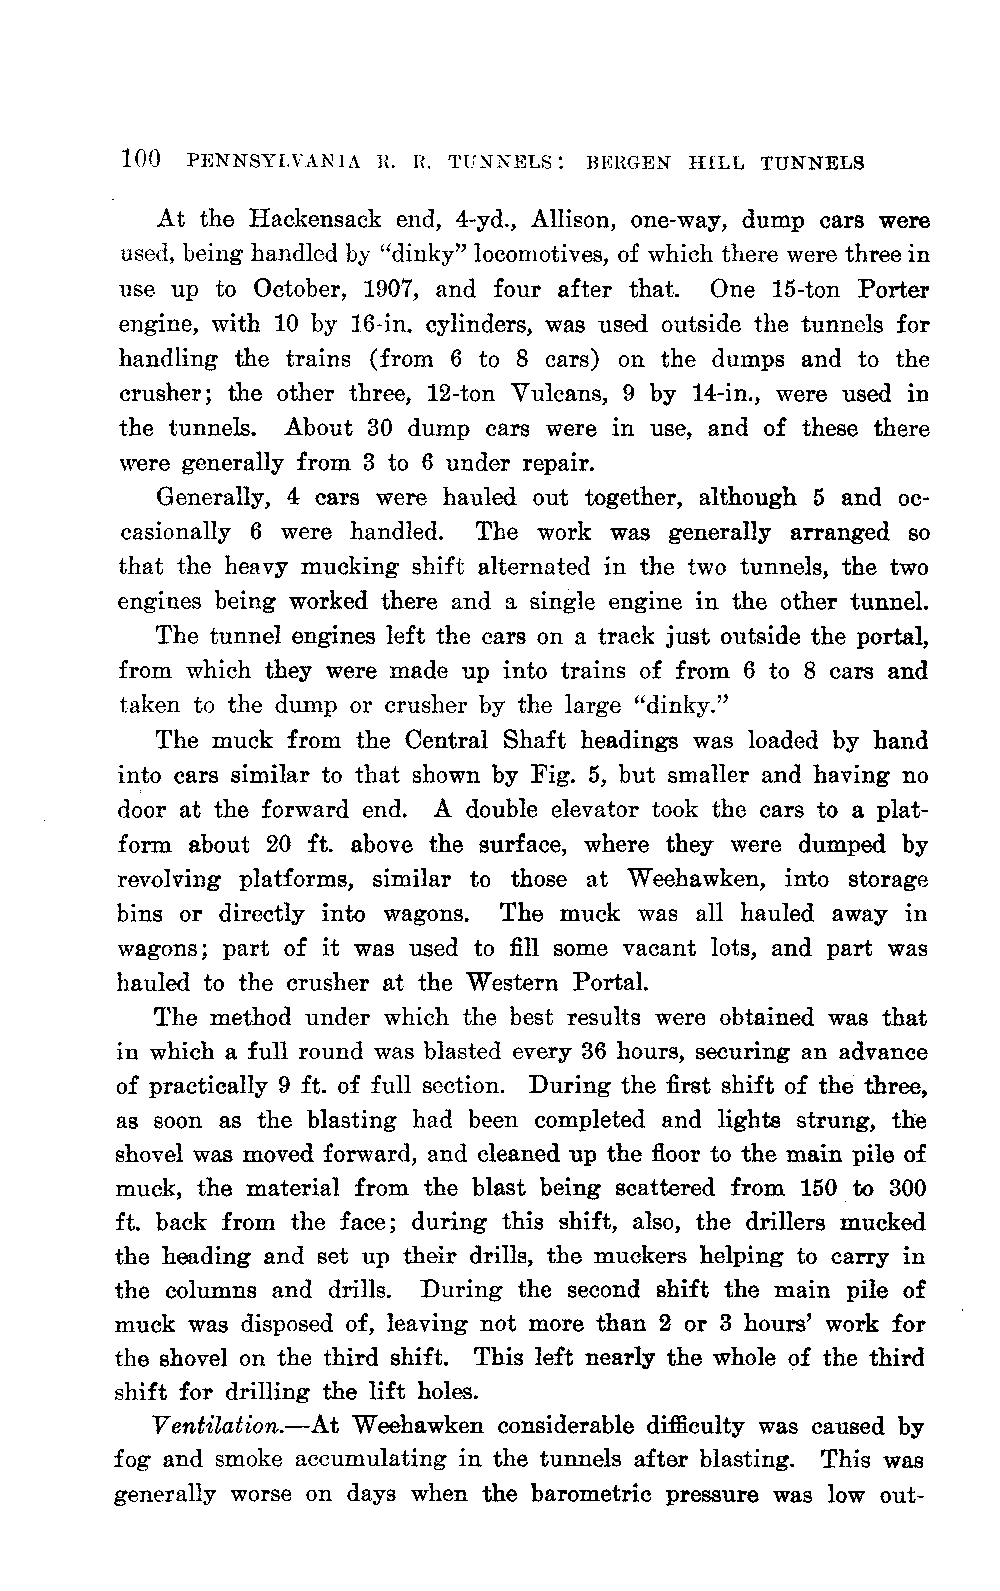 100 PENNSYLVANIA R. R. TUNNELS: BERGEN HILL TUNNELS
At the Hackensack end, 4-yd., Allison, one-way, dump cars were
used, being handled by “dinky” locomotives, of which there were three in
use up to October, 1907, and four after that. One 15-ton Porter
engine, with 10 by 16-in. cylinders, was used outside the tunnels for
handling the trains (from 6 to 8 cars) on the dumps and to the
crusher; the other three, 12-ton Vulcans, 9 by 14-in., were used in
the tunnels. About 30 dump cars were in use, and of these there
were generally from 3 to 6 under repair.
Generally, 4 cars were hauled out together, although 5 and oc-
casionally 6 were handled. The work was generally arranged so
that the heavy mucking shift alternated in the two tunnels, the two
engines being worked there and a single engine in the other tunnel.
The tunnel engines left the cars on a track just outside the portal,
from which they were made up into trains of from 6 to 8 cars and
taken to the dump or crusher by the large “dinky.”
The muck from the Central Shaft headings was loaded by hand
into cars similar to that shown by Fig. 5, but smaller and having no
door at the forward end. A double elevator took the cars to a plat-
form about 20 ft. above the surface, where they were dumped by
revolving platforms, similar to those at Weehawken, into storage
bins or directly into wagons. The muck was all hauled away in
wagons; part of it was used to fill some vacant lots, and part was
hauled to the crusher at the Western Portal.
The method under which the best results were obtained was that
in which a full round was blasted every 36 hours, securing an advance
of practically 9 ft. of full section. During the first shift of the three,
as soon as the blasting had been completed and lights strung, the
shovel was moved forward, and cleaned up the floor to the main pile of
muck, the material from the blast being scattered from 150 to 300
ft. back from the face; during this shift, also, the drillers mucked
the heading and set up their drills, the muckers helping to carry in
the columns and drills. During the second shift the main pile of
muck was disposed of, leaving not more than 2 or 3 hours’ work for
the shovel on the third shift. This left nearly the whole of the third
shift for drilling the lift holes.
Ventilation.—At Weehawken considerable difficulty was caused by
fog and smoke accumulating in the tunnels after blasting. This was
generally worse on days when the barometric pressure was low out-